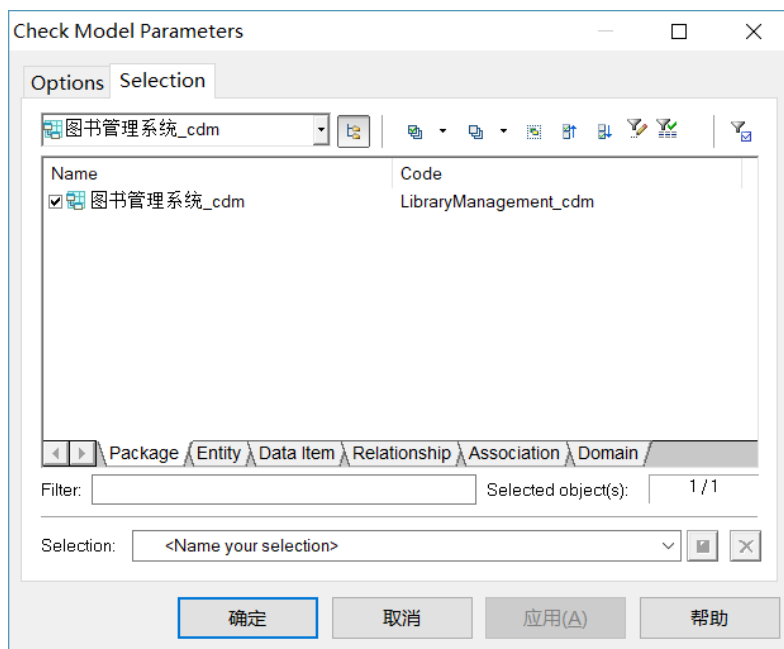 Check Model Parameters
Options Selection
图书管理系统_cdm
Name Code
图书管理系统_cdm LibraryManagement_cdm
Package Entity Data Item Relationship Association Domain
Filter: Selected object(s): 1 / 1
Selection: <Name your selection>
确定 取消 应用(A) 帮助